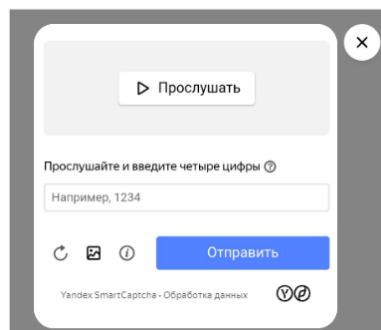 Прослушать
Прослушайте и введите четыре цифры
Например, 1234
Отправить
Yandex SmartCaptcha - Обработка данных